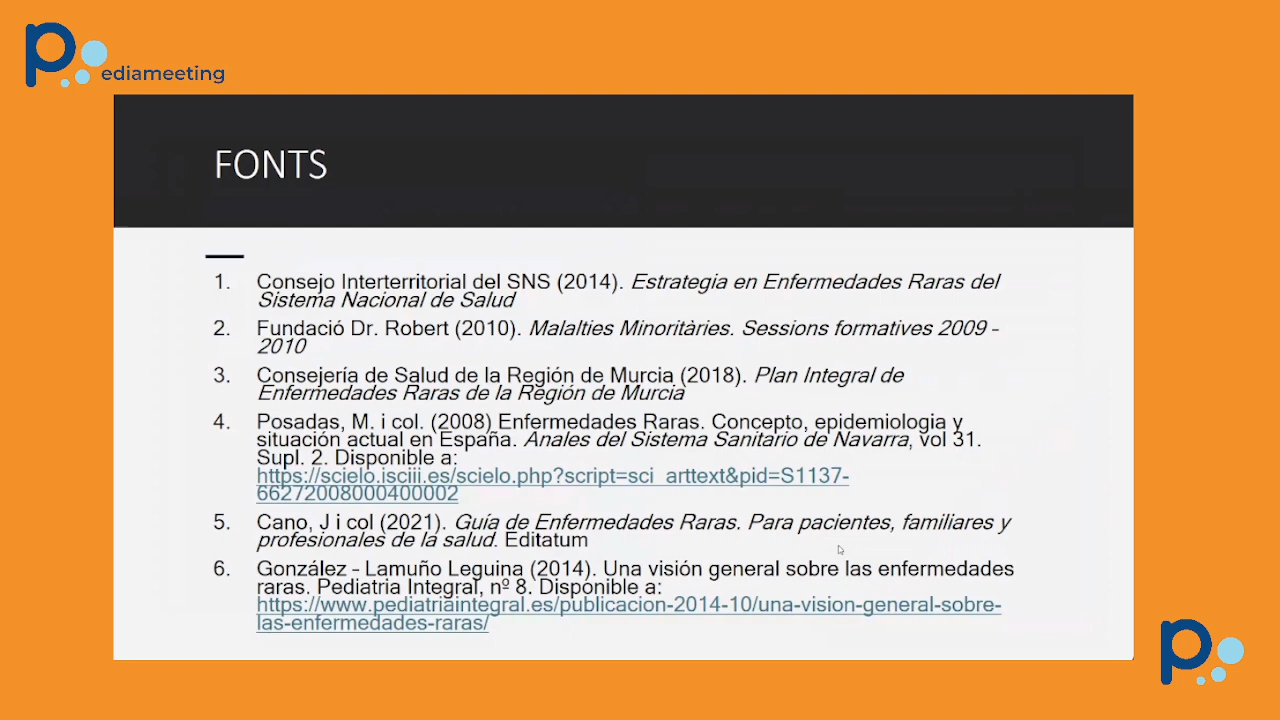 pediameeting
FONTS
1. Consejo Interterritorial del SNS (2014). Estrategia en Enfermedades Raras del
Sistema Nacional de Salud
2. Fundació Dr. Robert (2010). Malalties Minoritàries. Sessions formatives 2009 -
2010
3. Consejería de Salud de la Región de Murcia (2018). Plan Integral de
Enfermedades Raras de la Región de Murcia
4. Posadas, M. i col. (2008) Enfermedades Raras. Concepto, epidemiologia y
situación actual en España. Anales del Sistema Sanitario de Navarra, vol 31.
Supl. 2. Disponible a:
https://scielo.isciii.es/scielo.php?script=sci_arttext&pid=S1137-
66272008000400002
5. Cano, J i col (2021). Guía de Enfermedades Raras. Para pacientes, familiares y
profesionales de la salud. Editatum
6. González - Lamuño Leguina (2014). Una visión general sobre las enfermedades
raras. Pediatria Integral, nº 8. Disponible a:
https://www.pediatriaintegral.es/publicacion-2014-10/una-vision-general-sobre-
las-enfermedades-raras/
p